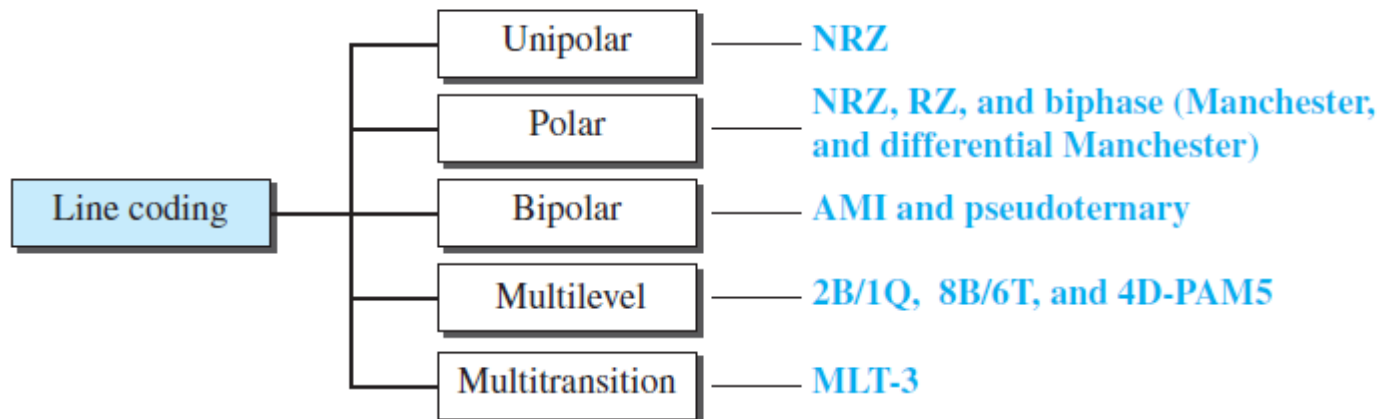 Unipolar
NRZ
Polar
NRZ, RZ, and biphase (Manchester,
and differential Manchester)
Line coding
Bipolar
AMI and pseudoternary
Multilevel
2B/1Q, 8B/6T, and 4D-PAM5
Multitransition
MLT-3